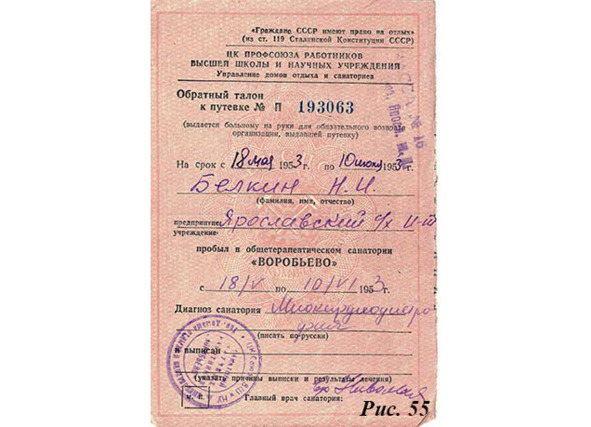 «Граждане СССР имеют право на отдых»
(из ст. 119 Сталинской Конституции СССР)
ЦК ПРОФСОЮЗА РАБОТНИКОВ
ВЫСШЕЙ ШКОЛЫ И НАУЧНЫХ УЧРЕЖДЕНИЙ
Управление домов отдыха и санаториев
Обратный талон
к путевке № П 193063
(выдается больному на руки для обязательного возврата
организации, выдавшей путевку)
На срок с 18 мая 1953 г. по 10 июня 1953 г.
Белкин Н. И.
(фамилия, имя, отчество)
предприятие Ярославский с/х и-т
учреждение
пробыл в общетерапевтическом санатории
«ВОРОБЬЕВО»
с 18/V по 10/VI 1953 г.
Диагноз санатория Миокардиодистро
фия
(писать по-русски)
и выписан
(указать причины выписки и результаты лечения)
м. п. Главный врач санатория:
Рис. 55